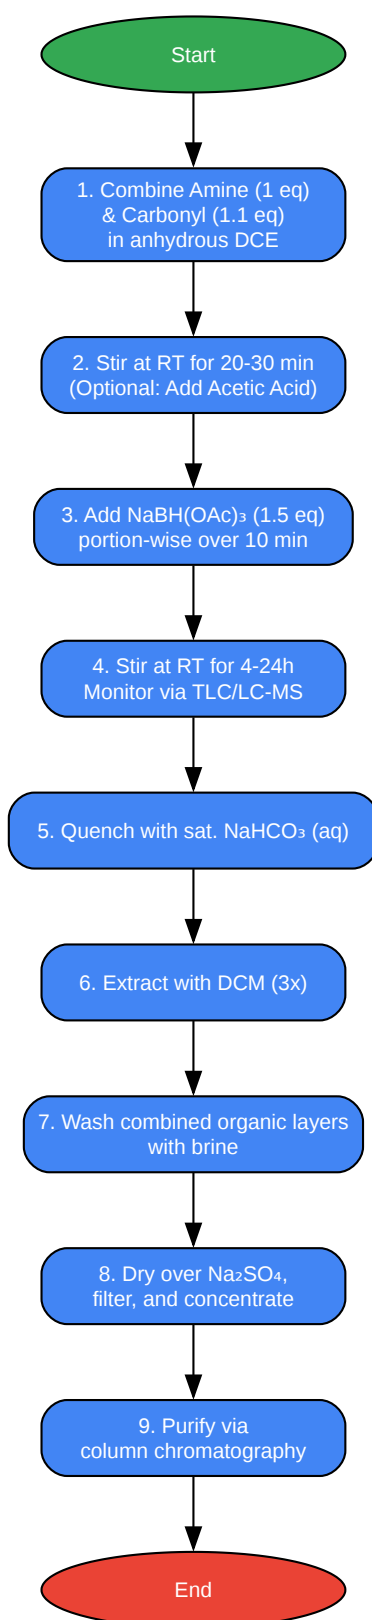 Start
1. Combine Amine (1 eq)
& Carbonyl (1.1 eq)
in anhydrous DCE
2. Stir at RT for 20-30 min
(Optional: Add Acetic Acid)
3. Add NaBH(OAc)₃ (1.5 eq)
portion-wise over 10 min
4. Stir at RT for 4-24h
Monitor via TLC/LC-MS
5. Quench with sat. NaHCO₃ (aq)
6. Extract with DCM (3x)
7. Wash combined organic layers
with brine
8. Dry over Na₂SO₄,
filter, and concentrate
9. Purify via
column chromatography
End